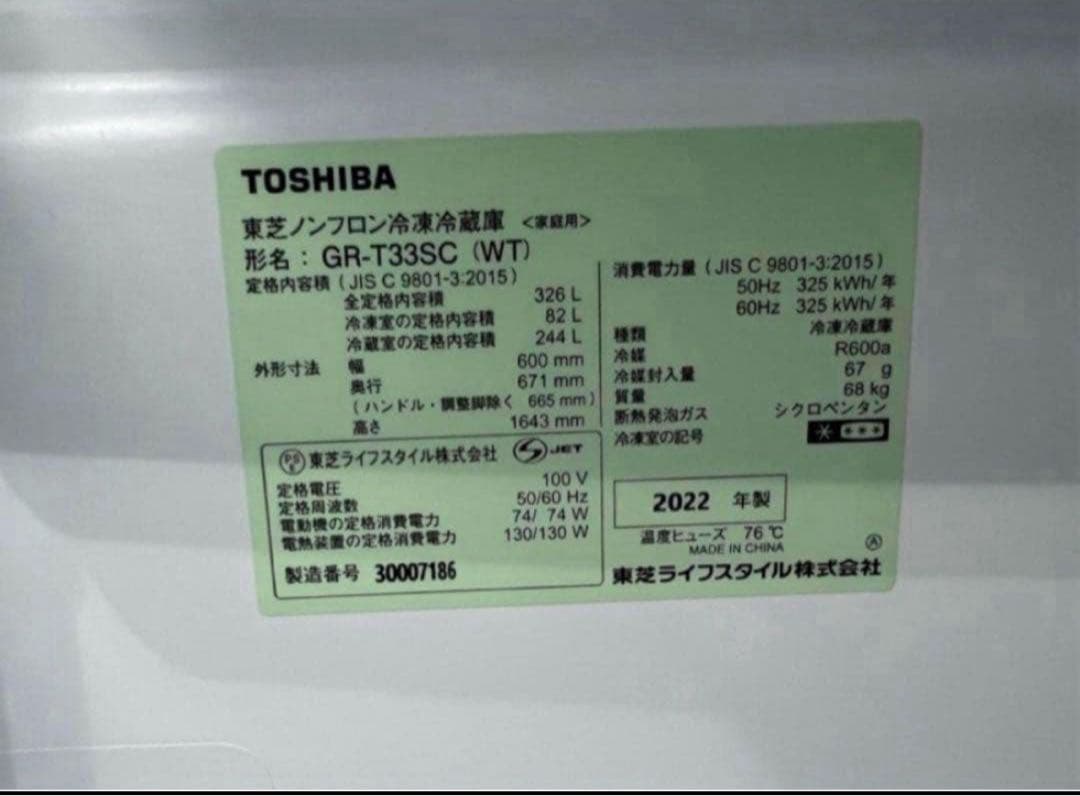 TOSHIBA
東芝ノンフロン冷凍冷蔵庫 <家庭用>
形名： GR-T33SC (WT)
定格内容積 (JIS C 9801-3:2015)
全定格内容積 326 L
冷凍室の定格内容積 82 L
冷蔵室の定格内容積 244 L
外形寸法 幅 600 mm
奥行 671 mm
(ハンドル・調整脚除く 665 mm)
高さ 1643 mm
PS E 東芝ライフスタイル株式会社 S JET
定格電圧 100 V
定格周波数 50/60 Hz
電動機の定格消費電力 74/ 74 W
電熱装置の定格消費電力 130/130 W
製造番号 30007186
消費電力量 (JIS C 9801-3:2015)
50Hz 325 kWh/年
60Hz 325 kWh/年
種類 冷凍冷蔵庫
冷媒 R600a
冷媒封入量 67 g
質量 68 kg
断熱発泡ガス シクロペンタン
冷凍室の記号 * ***
2022 年製
温度ヒューズ 76 ℃
MADE IN CHINA
Ⓐ
東芝ライフスタイル株式会社